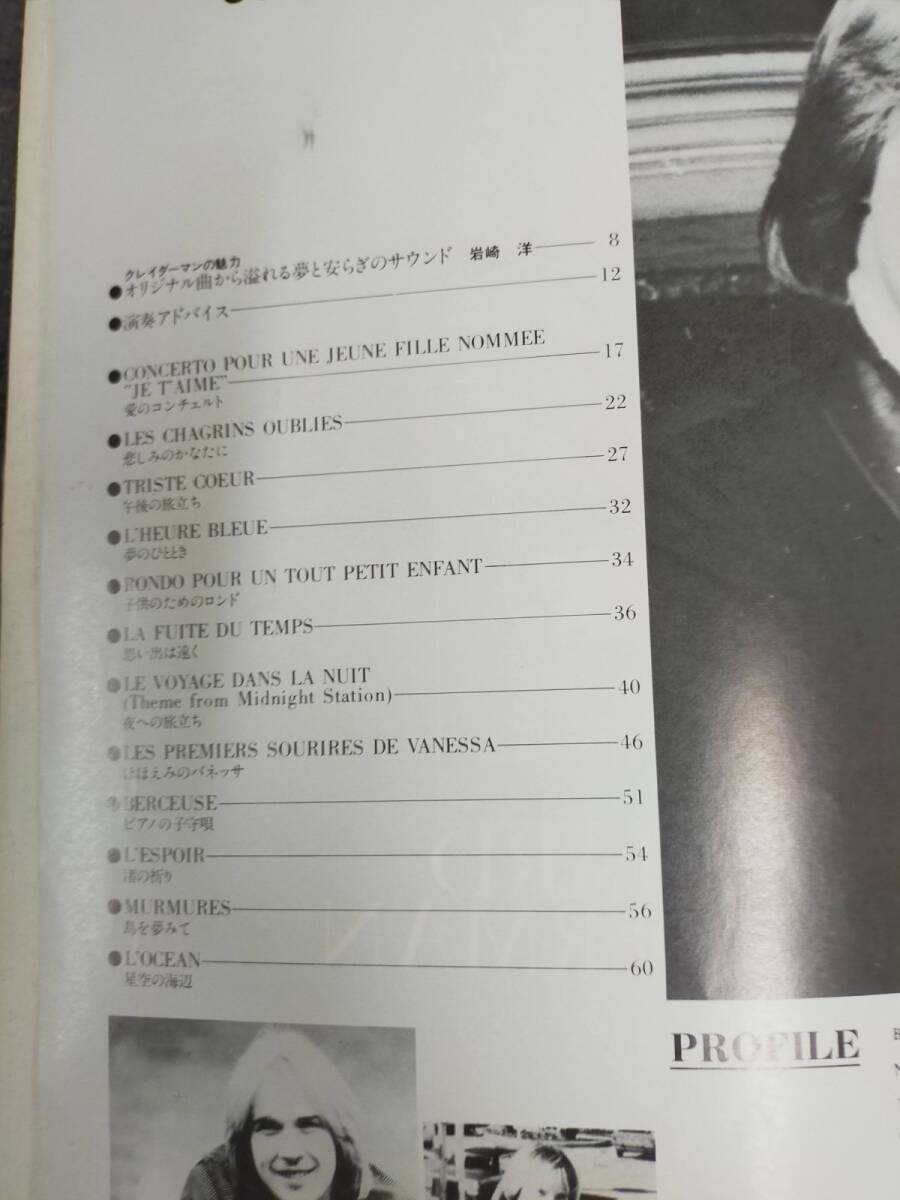 クレイダーマンの魅力
●オリジナル曲から溢れる夢と安らぎのサウンド 岩崎 洋 8
●演奏アドバイス 12
●CONCERTO POUR UNE JEUNE FILLE NOMMEE
"JE T'AIME" 17
愛のコンチェルト
●LES CHAGRINS OUBLIES 22
悲しみのかなたに
●TRISTE COEUR 27
午後の旅立ち
●L'HEURE BLEUE 32
夢のひととき
●RONDO POUR UN TOUT PETIT ENFANT 34
子供のためのロンド
●LA FUITE DU TEMPS 36
思い出は遠く
●LE VOYAGE DANS LA NUIT
(Theme from Midnight Station) 40
夜への旅立ち
●LES PREMIERS SOURIRES DE VANESSA 46
ほほえみのバネッサ
●BERCEUSE 51
ピアノの子守唄
●L'ESPOIR 54
渚の祈り
●MURMURES 56
島を夢みて
●L'OCEAN 60
星空の海辺
PROFILE